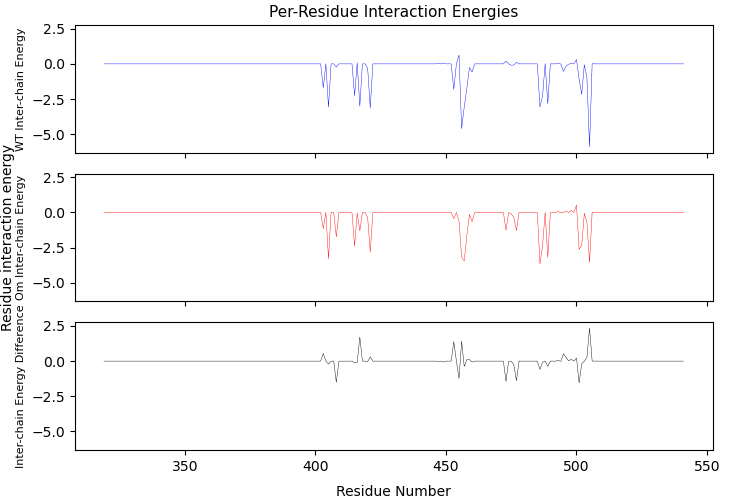 Per-Residue Interaction Energies
Residue interaction energy
WT Inter-chain Energy
2.5
0.0
−2.5
−5.0
Om Inter-chain Energy
2.5
0.0
−2.5
−5.0
Inter-chain Energy Difference
2.5
0.0
−2.5
−5.0
350
400
450
500
550
Residue Number